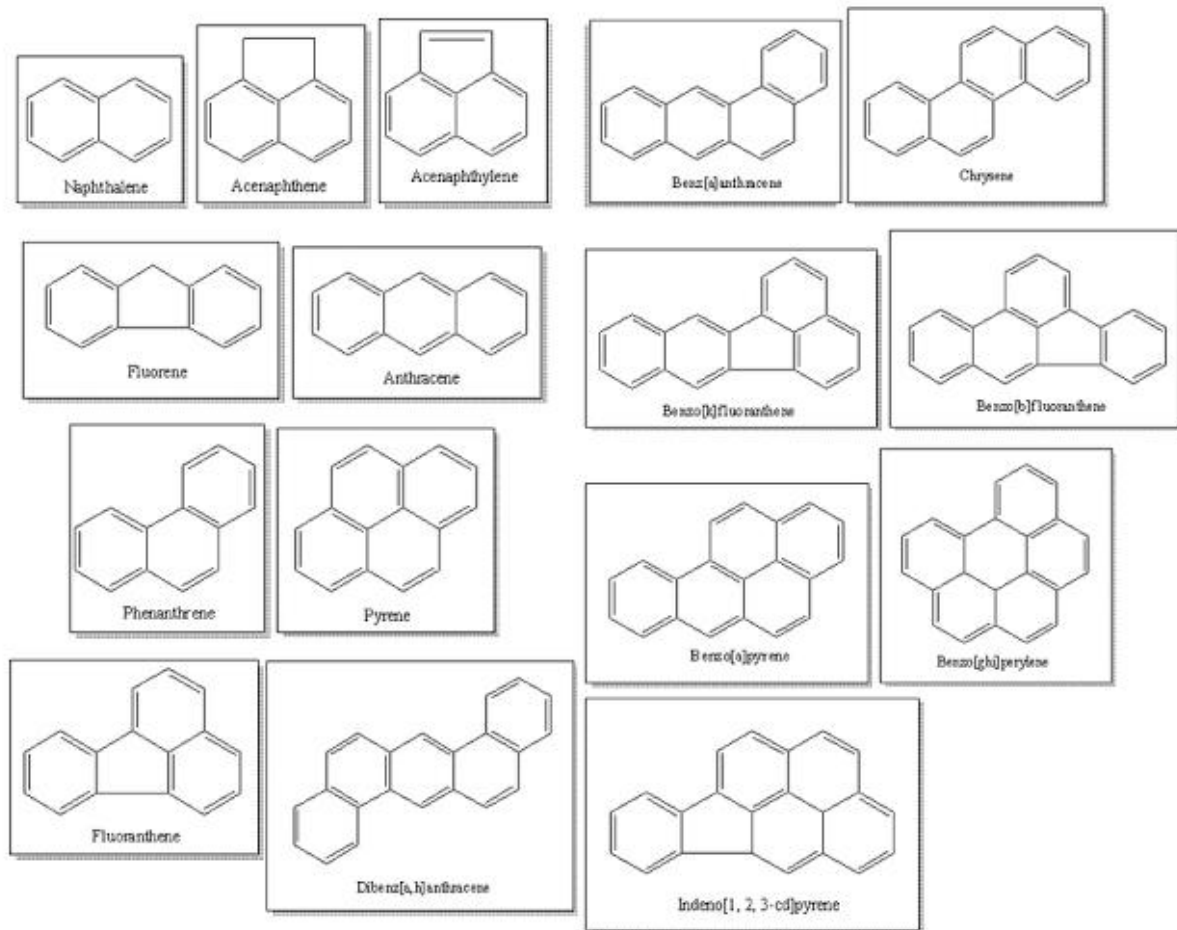 Naphthalene
Acenaphthene
Acenaphthylene
Benz[a]anthracene
Chrysene
Fluorene
Anthracene
Benzo[k]fluoranthene
Benzo[b]fluoranthene
Phenanthrene
Pyrene
Benzo[a]pyrene
Benzo[ghi]perylene
Fluoranthene
Dibenz[a,h]anthracene
Indeno[1, 2, 3-cd]pyrene